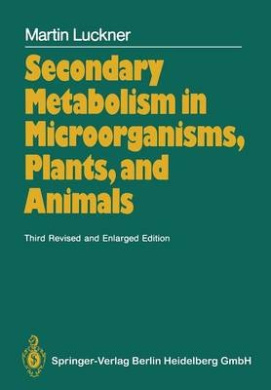 Martin Luckner
Secondary
Metabolism in
Microorganisms,
Plants, and
Animals
Third Revised and Enlarged Edition
Springer-Verlag Berlin Heidelberg GmbH